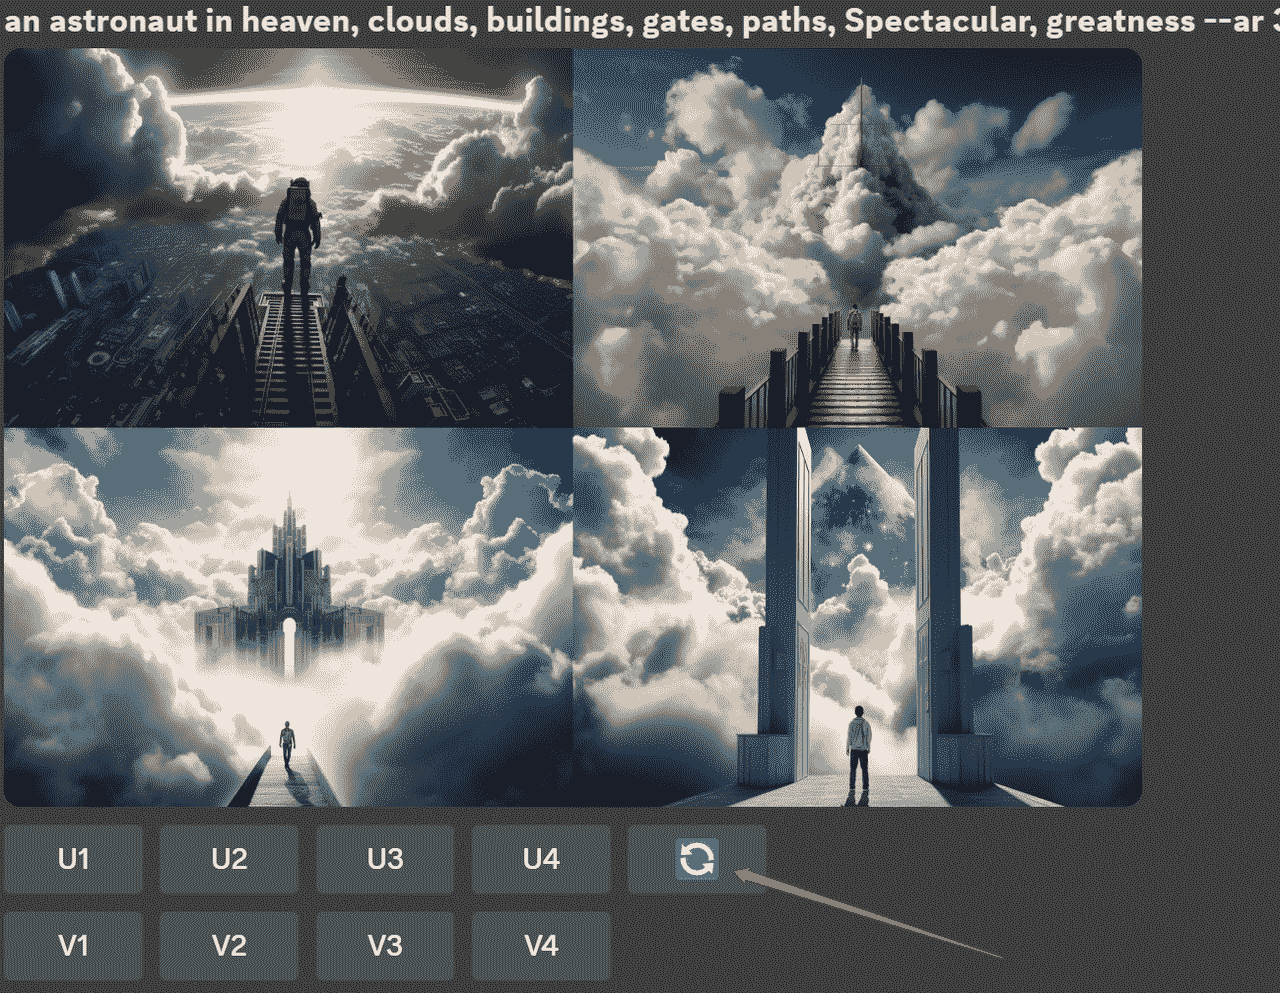 an astronaut in heaven, clouds, buildings, gates, paths, Spectacular, greatness --ar
U1 U2 U3 U4
V1 V2 V3 V4